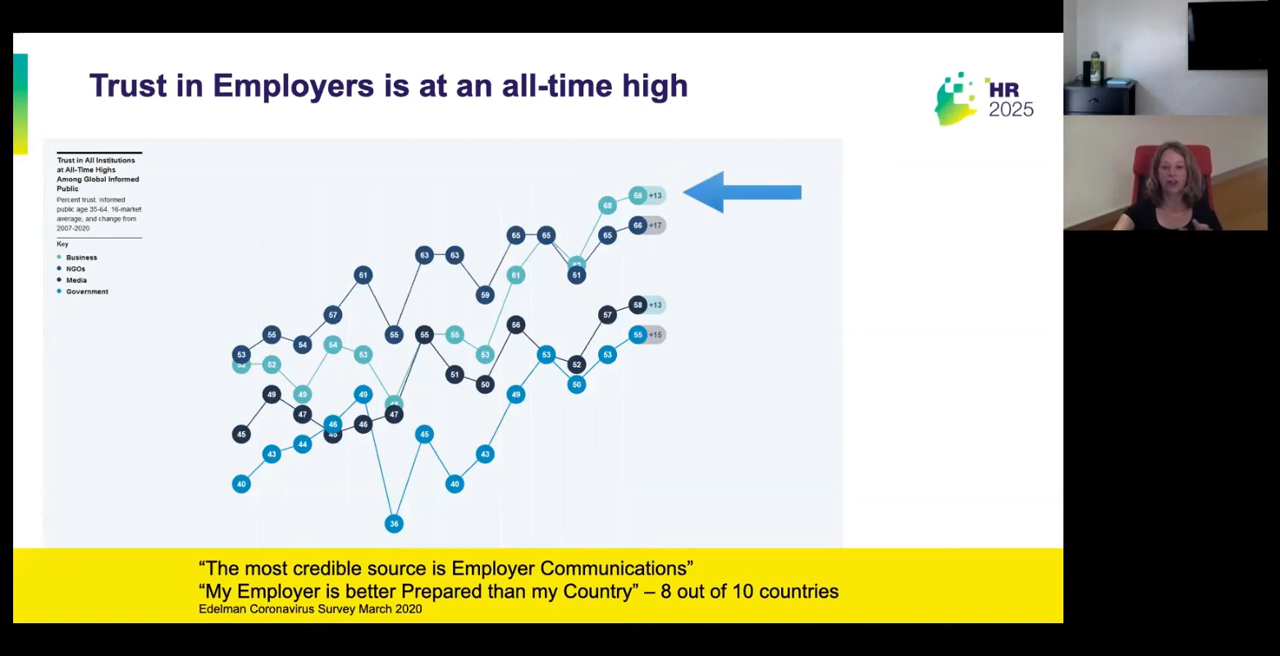 Trust in Employers is at an all-time high
HR
2025
Trust in All Institutions
at All-Time Highs
Among Global Informed
Public
Percent trust, informed
public age 35-64, 16-market
average, and change from
2007-2020
Key
Business
NGOs
Media
Government
69 +13
68
66 +17
65 65 65
63 63
61 61 61
59
58 +13
57 57
56
55 55 55 55
55 +15
54 54
53 53 53 53 53
52 52
51
50 50
49 49 49 49
47 47
46 46
45 45
44
43 43
40 40
36
“The most credible source is Employer Communications”
“My Employer is better Prepared than my Country” – 8 out of 10 countries
Edelman Coronavirus Survey March 2020